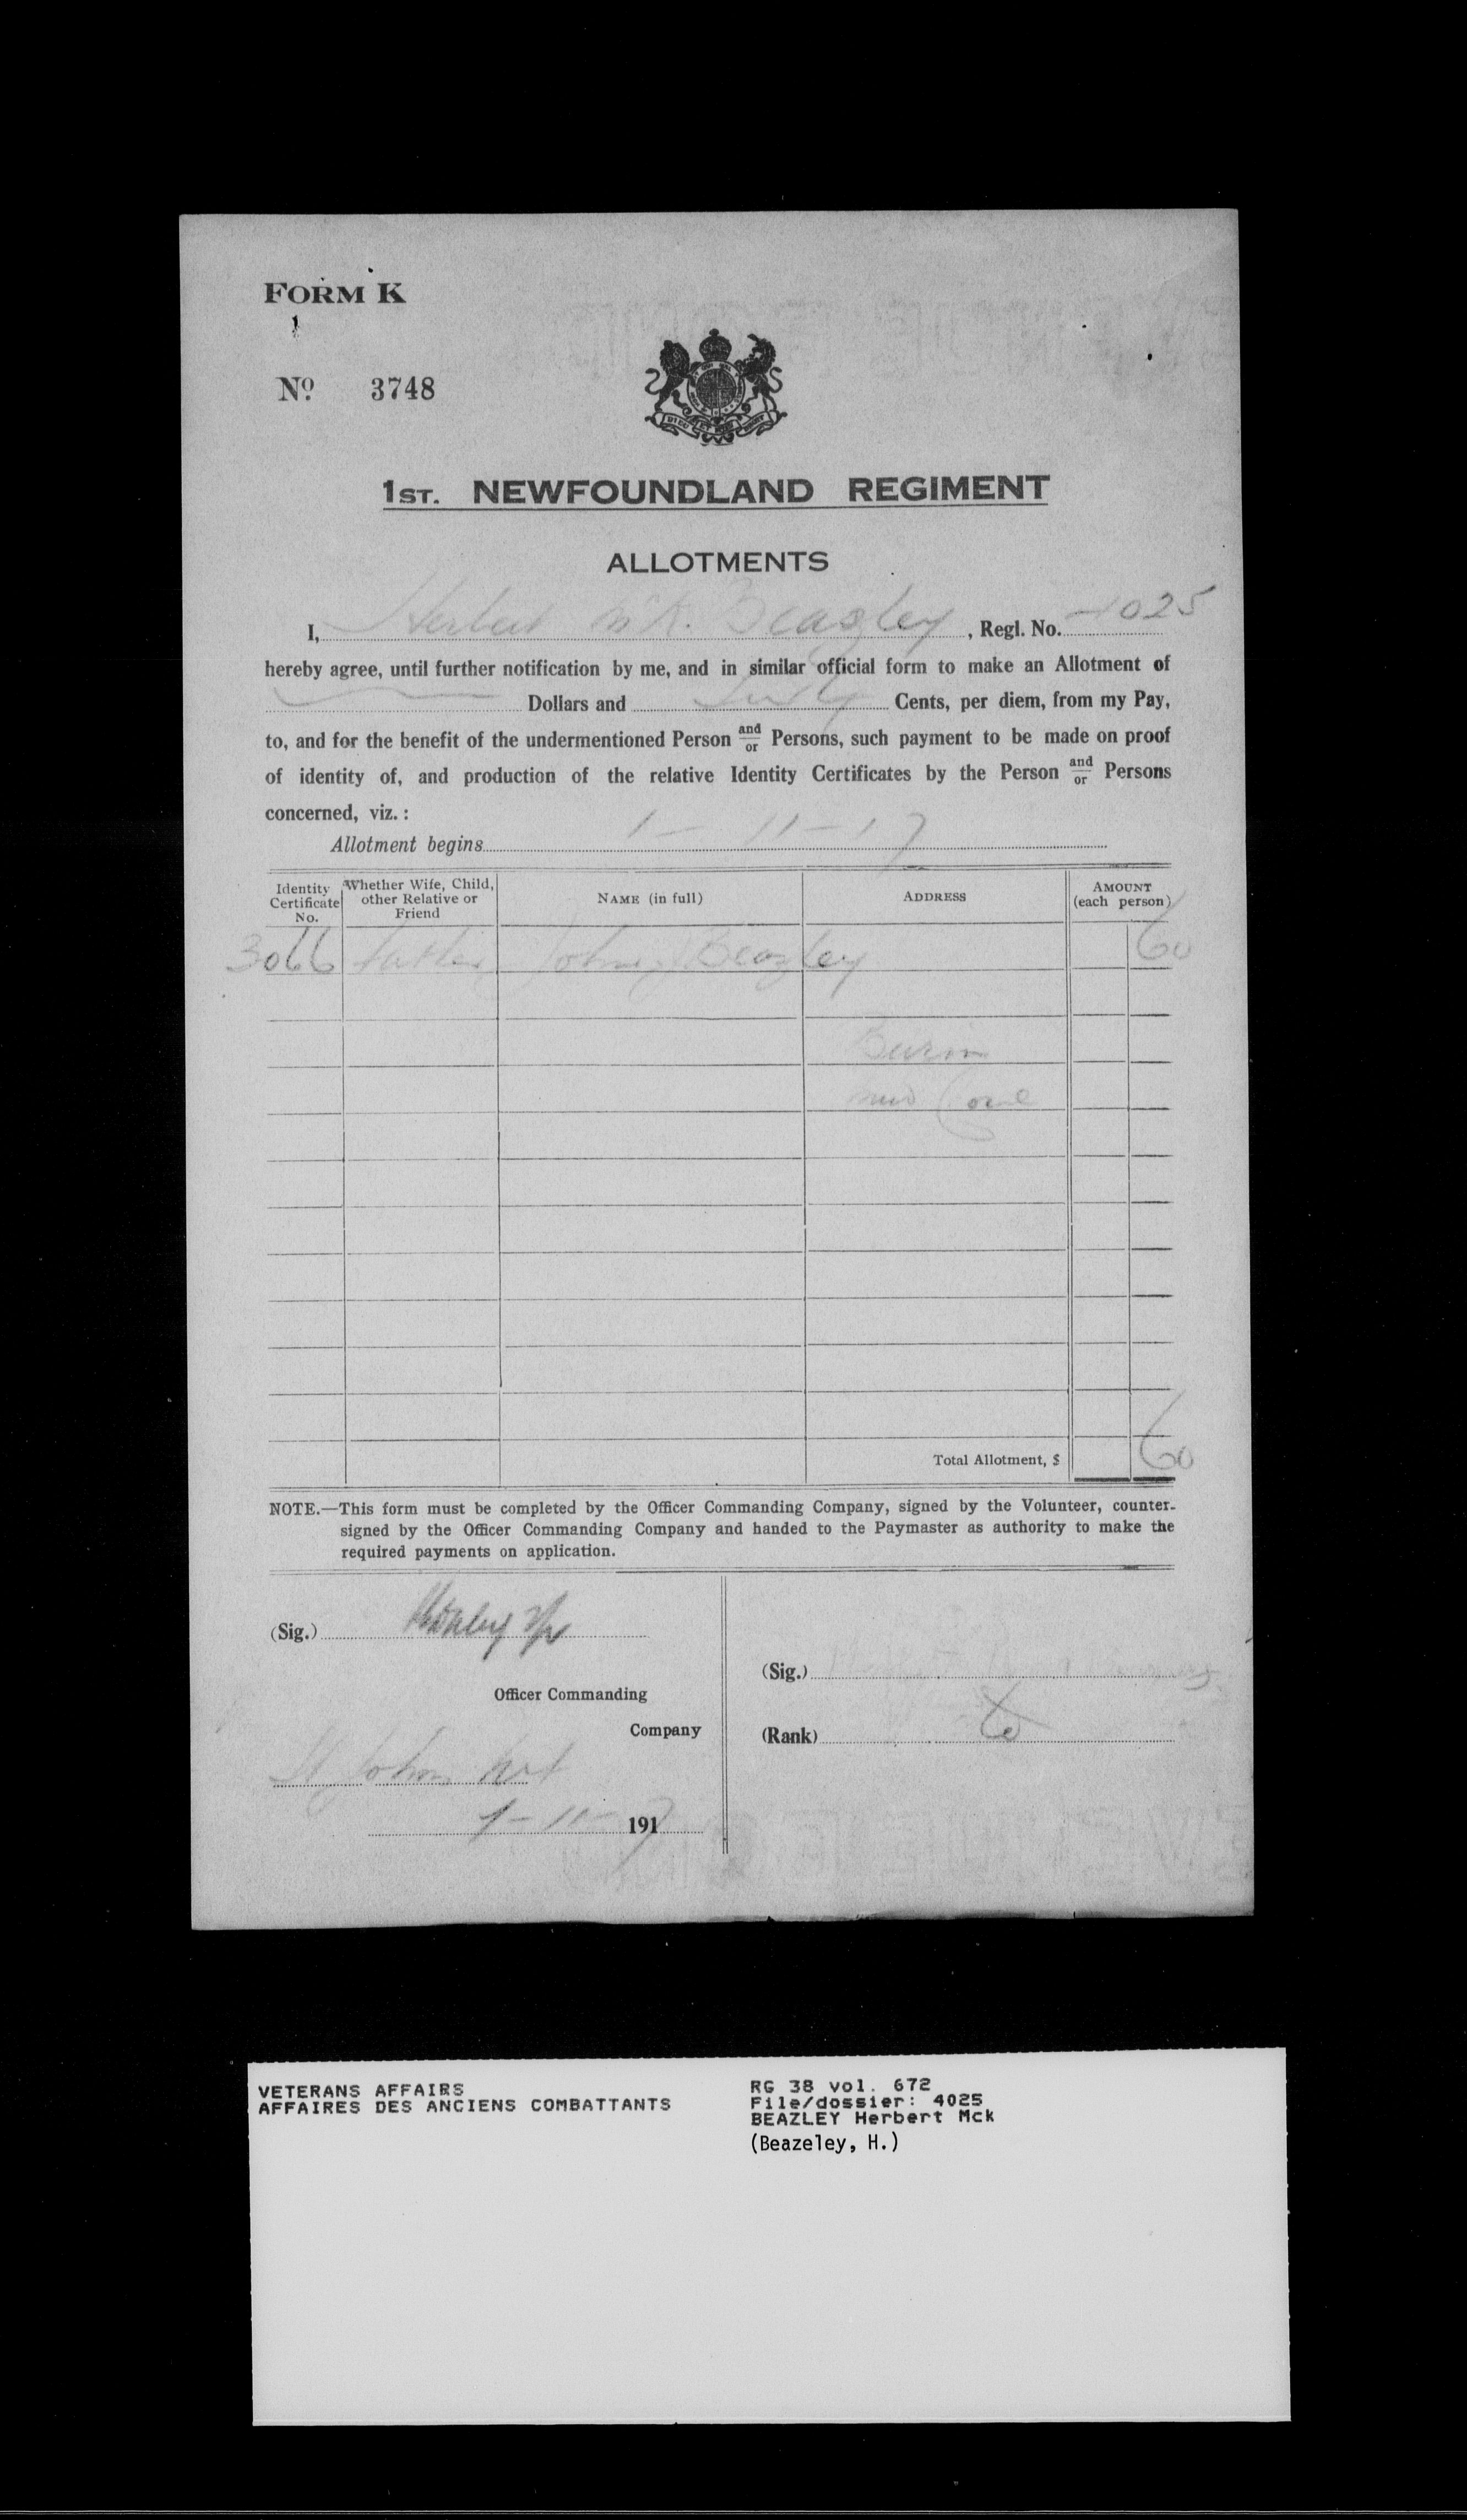 FORM K
No. 3748
1ST. NEWFOUNDLAND REGIMENT
ALLOTMENTS
I, Herbert McK. Beazley, Regl. No. 4025
hereby agree, until further notification by me, and in similar official form to make an Allotment of
Dollars and Sixty Cents, per diem, from my Pay,
to, and for the benefit of the undermentioned Person and/or Persons, such payment to be made on proof
of identity of, and production of the relative Identity Certificates by the Person and/or Persons
concerned, viz. :
Allotment begins 1-11-17
Identity Certificate No. Whether Wife, Child, other Relative or Friend NAME (in full) ADDRESS AMOUNT (each person)
3066 Father John Beazley 60
Burin
Cove
Total Allotment, $ 60
NOTE.—This form must be completed by the Officer Commanding Company, signed by the Volunteer, counter-
signed by the Officer Commanding Company and handed to the Paymaster as authority to make the
required payments on application.
(Sig.)
Officer Commanding
Company
St Johns Nfl
1-11-1917
(Sig.)
(Rank)
VETERANS AFFAIRS
AFFAIRES DES ANCIENS COMBATTANTS
RG 38 vol. 672
File/dossier: 4025
BEAZLEY Herbert Mck
(Beazeley, H.)